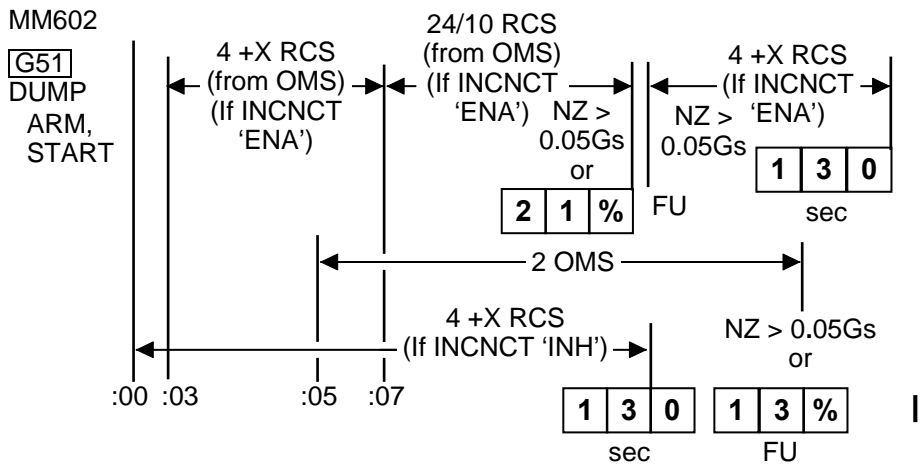 MM602
G51
DUMP
ARM,
START
4 +X RCS
(from OMS)
(If INCNCT
‘ENA’)
24/10 RCS
(from OMS)
(If INCNCT
‘ENA’)
NZ >
0.05Gs
or
2 1 %
FU
4 +X RCS
(If INCNCT
‘ENA’)
NZ >
0.05Gs
1 3 0
sec
2 OMS
4 +X RCS
(If INCNCT ‘INH’)
NZ > 0.05Gs
or
:00 :03 :05 :07
1 3 0
sec
1 3 %
FU